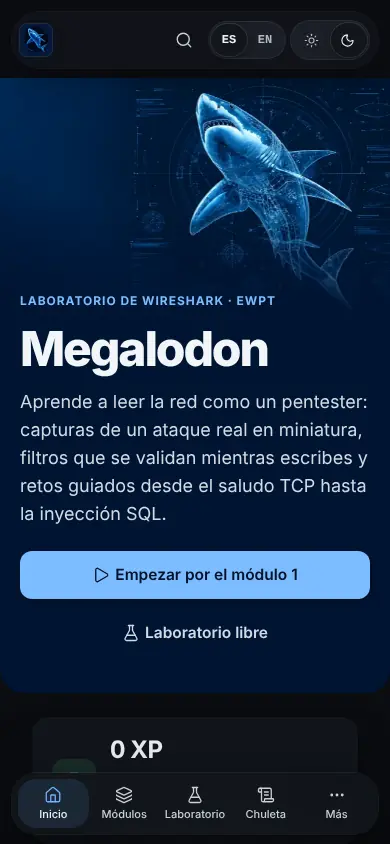 ES EN
LABORATORIO DE WIRESHARK · EWPT
Megalodon
Aprende a leer la red como un pentester:
capturas de un ataque real en miniatura,
filtros que se validan mientras escribes y
retos guiados desde el saludo TCP hasta
la inyección SQL.
Empezar por el módulo 1
Laboratorio libre
0 XP
Inicio Módulos Laboratorio Chuleta Más